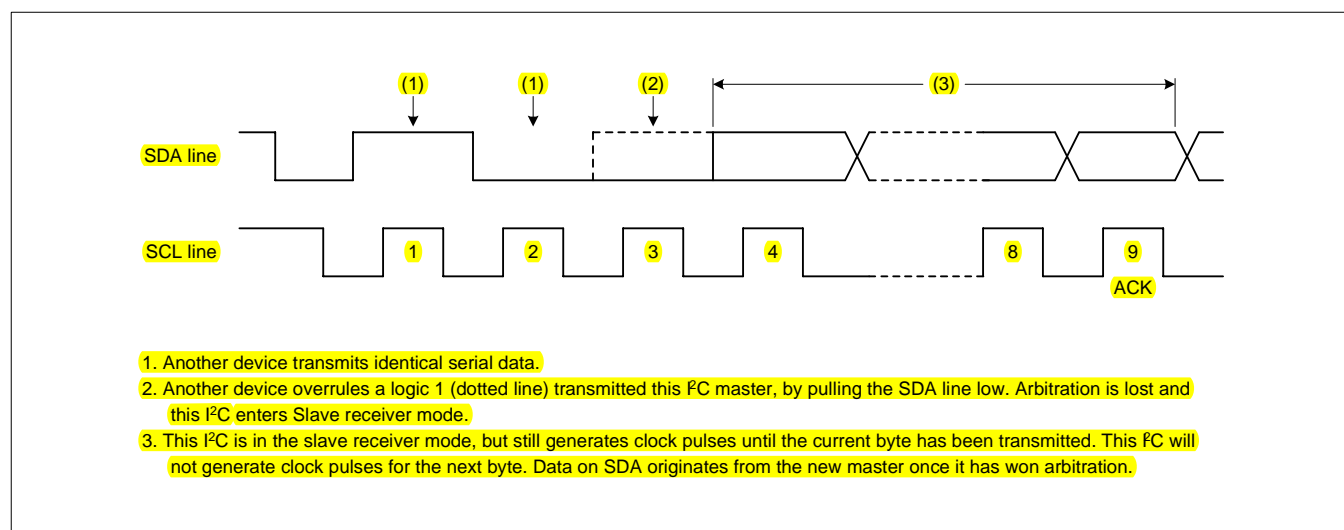 (1) (1) (2) (3)
SDA line
SCL line 1 2 3 4 8 9
ACK
1. Another device transmits identical serial data.
2. Another device overrules a logic 1 (dotted line) transmitted this I²C master, by pulling the SDA line low. Arbitration is lost and
this I²C enters Slave receiver mode.
3. This I²C is in the slave receiver mode, but still generates clock pulses until the current byte has been transmitted. This I²C will
not generate clock pulses for the next byte. Data on SDA originates from the new master once it has won arbitration.